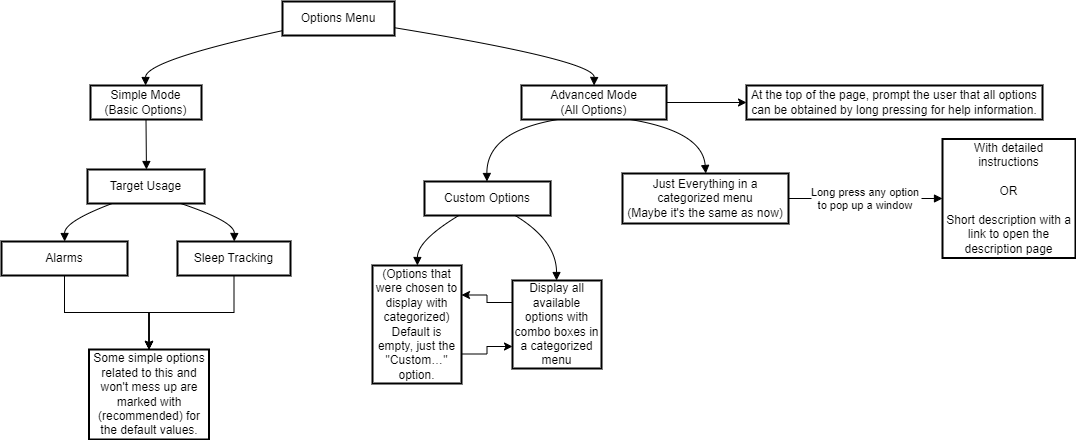 Options Menu
Simple Mode
(Basic Options)
Advanced Mode
(All Options)
At the top of the page, prompt the user that all options
can be obtained by long pressing for help information.
Target Usage
Custom Options
Just Everything in a
categorized menu
(Maybe it's the same as now)
Long press any option
to pop up a window
With detailed
instructions
OR
Short description with a
link to open the
description page
Alarms
Sleep Tracking
(Options that
were chosen to
display with
categorized)
Default is
empty, just the
"Custom…"
option.
Display all
available
options with
combo boxes in
a categorized
menu
Some simple options
related to this and
won't mess up are
marked with
(recommended) for
the default values.